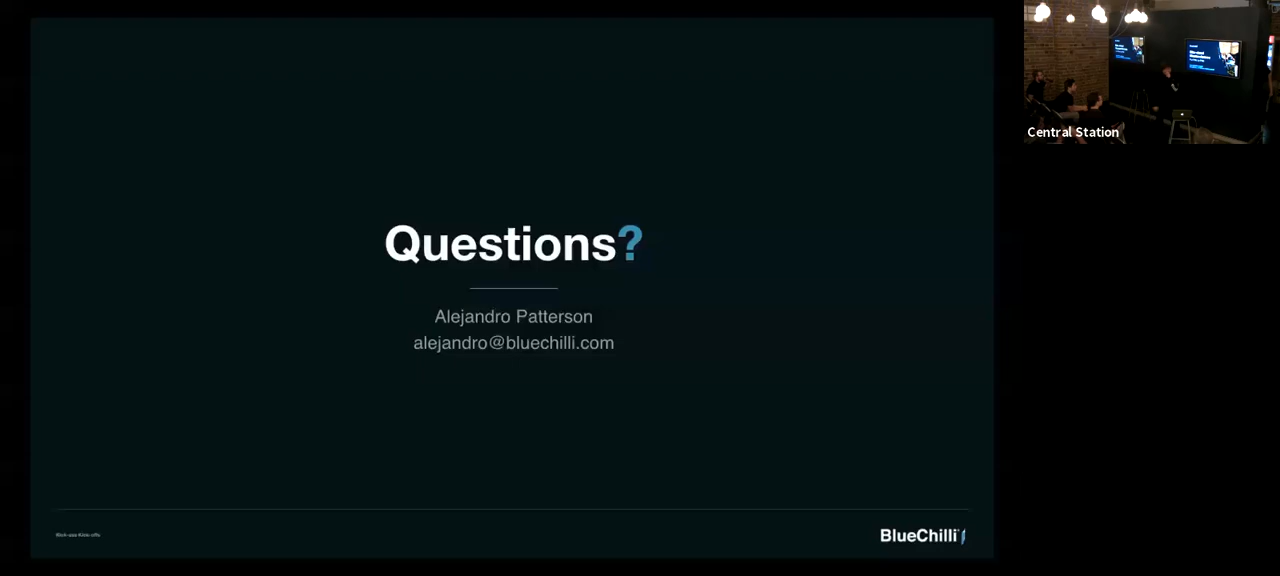 Questions?
Alejandro Patterson
alejandro@bluechilli.com
BlueChilli
Central Station